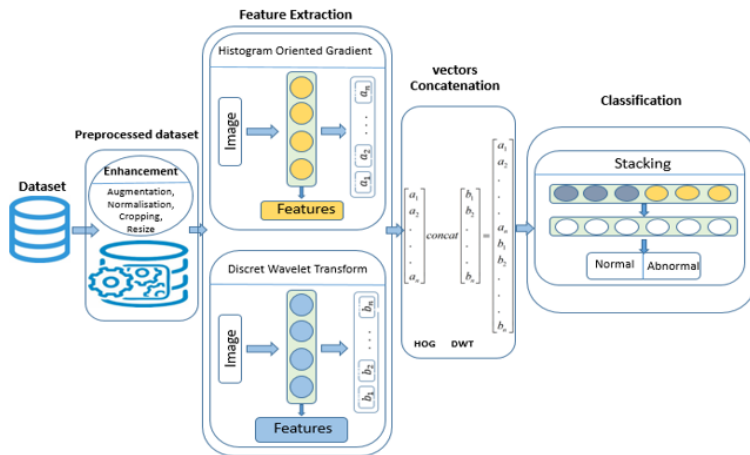 Dataset
Preprocessed dataset
Enhancement
Augmentation,
Normalisation,
Cropping,
Resize
Feature Extraction
Histogram Oriented Gradient
Image
a_n
. . .
a_2
a_1
Features
Discret Wavelet Transform
Image
b_n
. . . .
b_2
b_1
Features
vectors
Concatenation
[a_1 a_2 . . . . a_n] concat [b_1 b_2 . . . b_n] = [a_1 a_2 . . . a_n b_1 b_2 . . . b_n]
HOG DWT
Classification
Stacking
Normal Abnormal